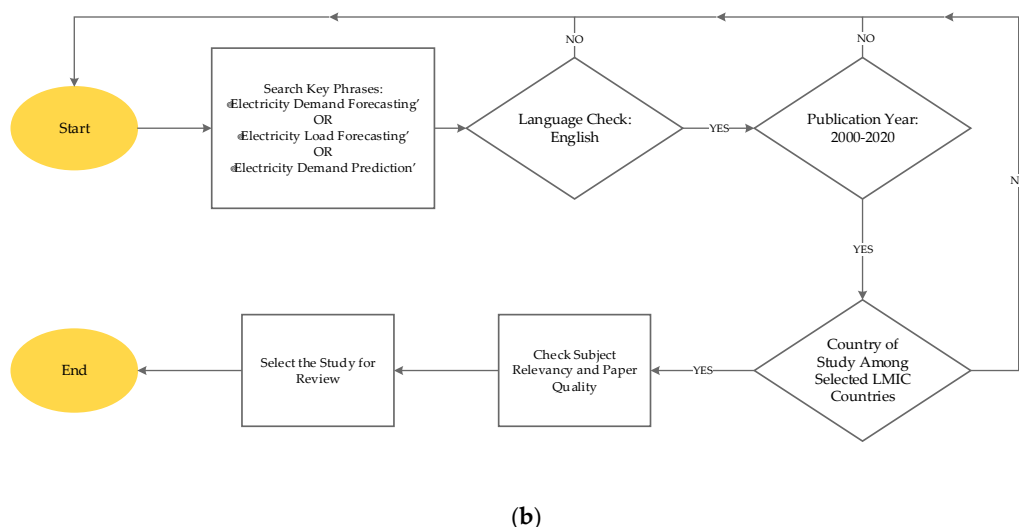 NO
NO
Search Key Phrases:
‘Electricity Demand Forecasting’
OR
‘Electricity Load Forecasting’
OR
‘Electricity Demand Prediction’
Start
Language Check:
English
YES
Publication Year:
2000-2020
N
YES
End
Select the Study for
Review
Check Subject
Relevancy and Paper
Quality
YES
Country of
Study Among
Selected LMIC
Countries
(b)